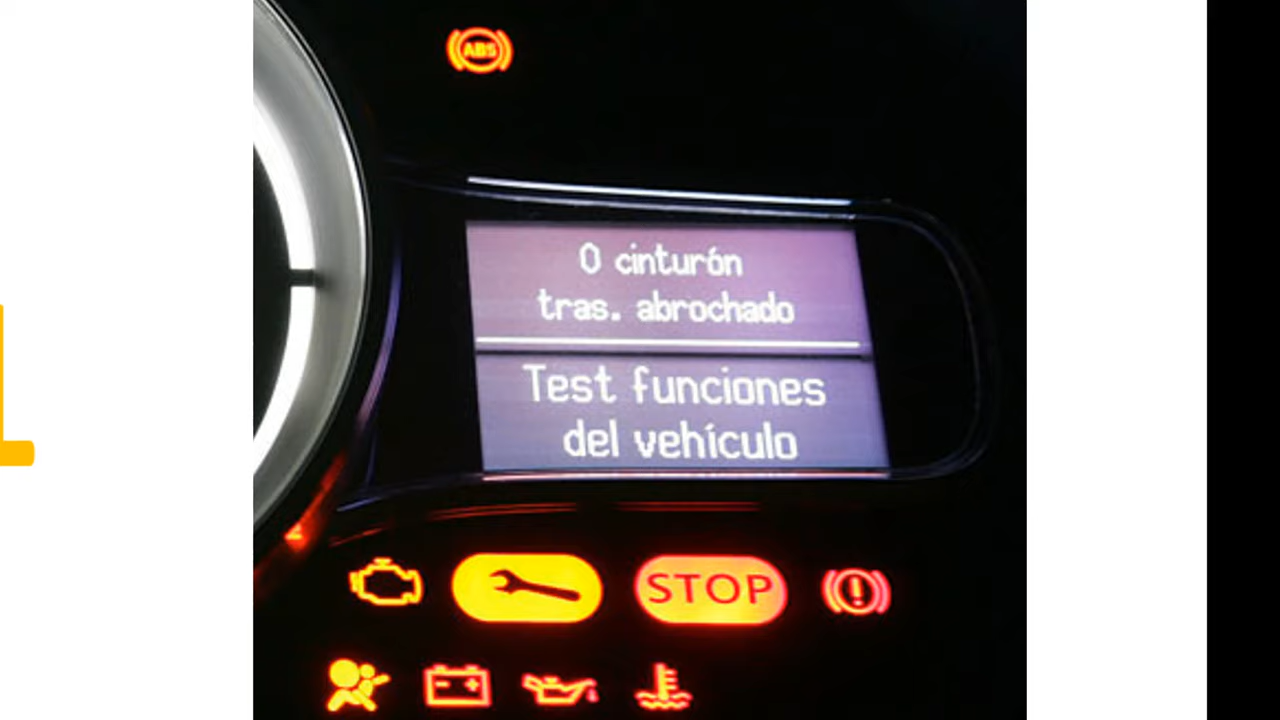 ABS
0 cinturón
tras. abrochado
Test funciones
del vehículo
STOP